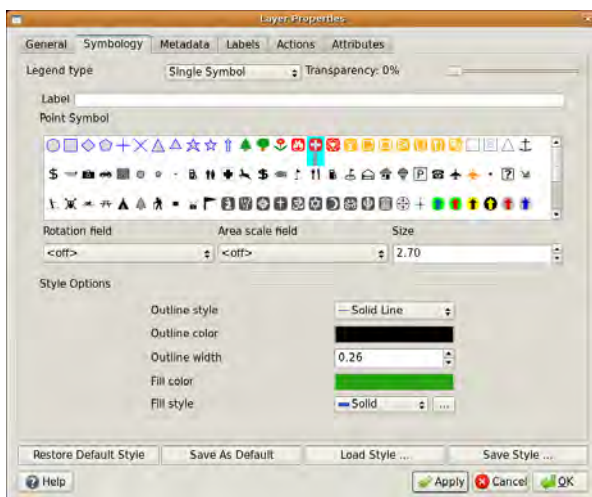 Layer Properties
General Symbology Metadata Labels Actions Attributes
Legend type Single Symbol Transparency: 0%
Label
Point Symbol
Rotation field Area scale field Size
<off> <off> 2.70
Style Options
Outline style Solid Line
Outline color
Outline width 0.26
Fill color
Fill style Solid ...
Restore Default Style Save As Default Load Style ... Save Style ...
Help Apply Cancel OK